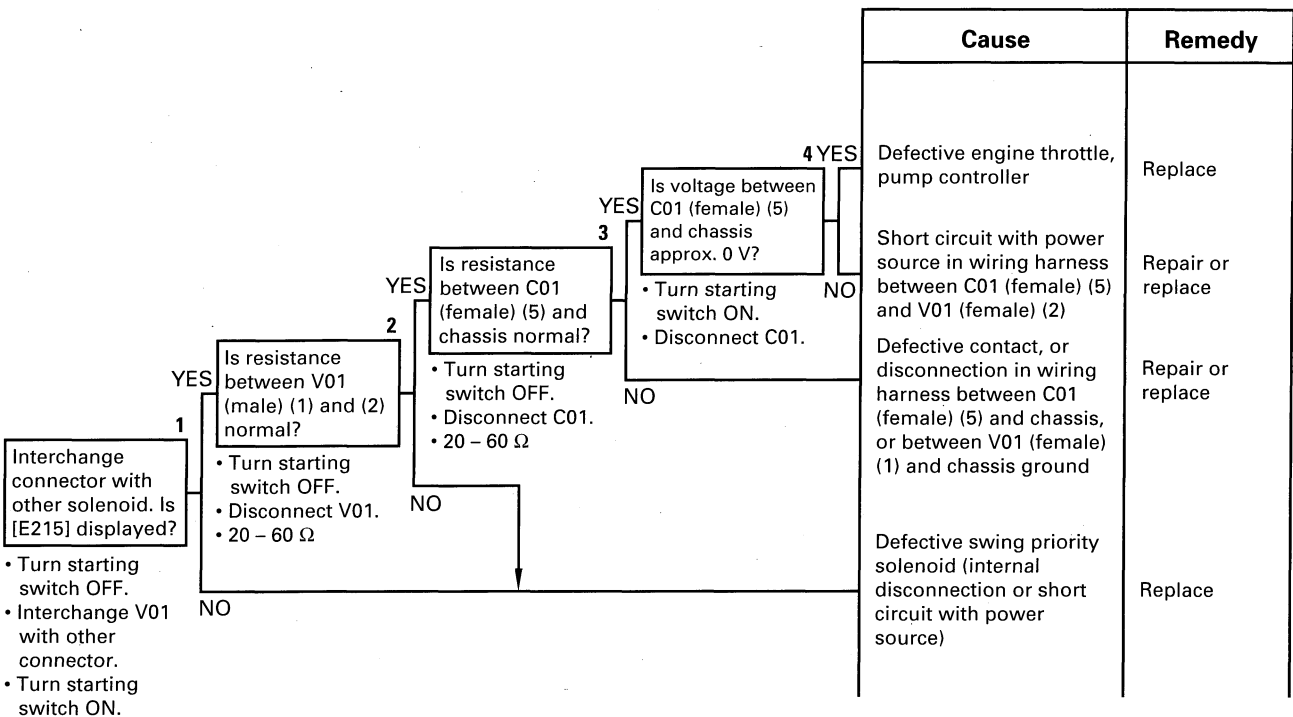 Cause
Remedy
4 YES
Defective engine throttle,
pump controller
Replace
Is voltage between
C01 (female) (5)
and chassis
approx. 0 V?
YES
3
• Turn starting
switch ON.
• Disconnect C01.
NO
Short circuit with power
source in wiring harness
between C01 (female) (5)
and V01 (female) (2)
Repair or
replace
Is resistance
between C01
(female) (5) and
chassis normal?
YES
2
• Turn starting
switch OFF.
• Disconnect C01.
• 20 – 60 Ω
NO
Defective contact, or
disconnection in wiring
harness between C01
(female) (5) and chassis,
or between V01 (female)
(1) and chassis ground
Repair or
replace
Is resistance
between V01
(male) (1) and (2)
normal?
YES
1
• Turn starting
switch OFF.
• Disconnect V01.
• 20 – 60 Ω
NO
Interchange
connector with
other solenoid. Is
[E215] displayed?
• Turn starting
switch OFF.
• Interchange V01
with other
connector.
• Turn starting
switch ON.
NO
Defective swing priority
solenoid (internal
disconnection or short
circuit with power
source)
Replace